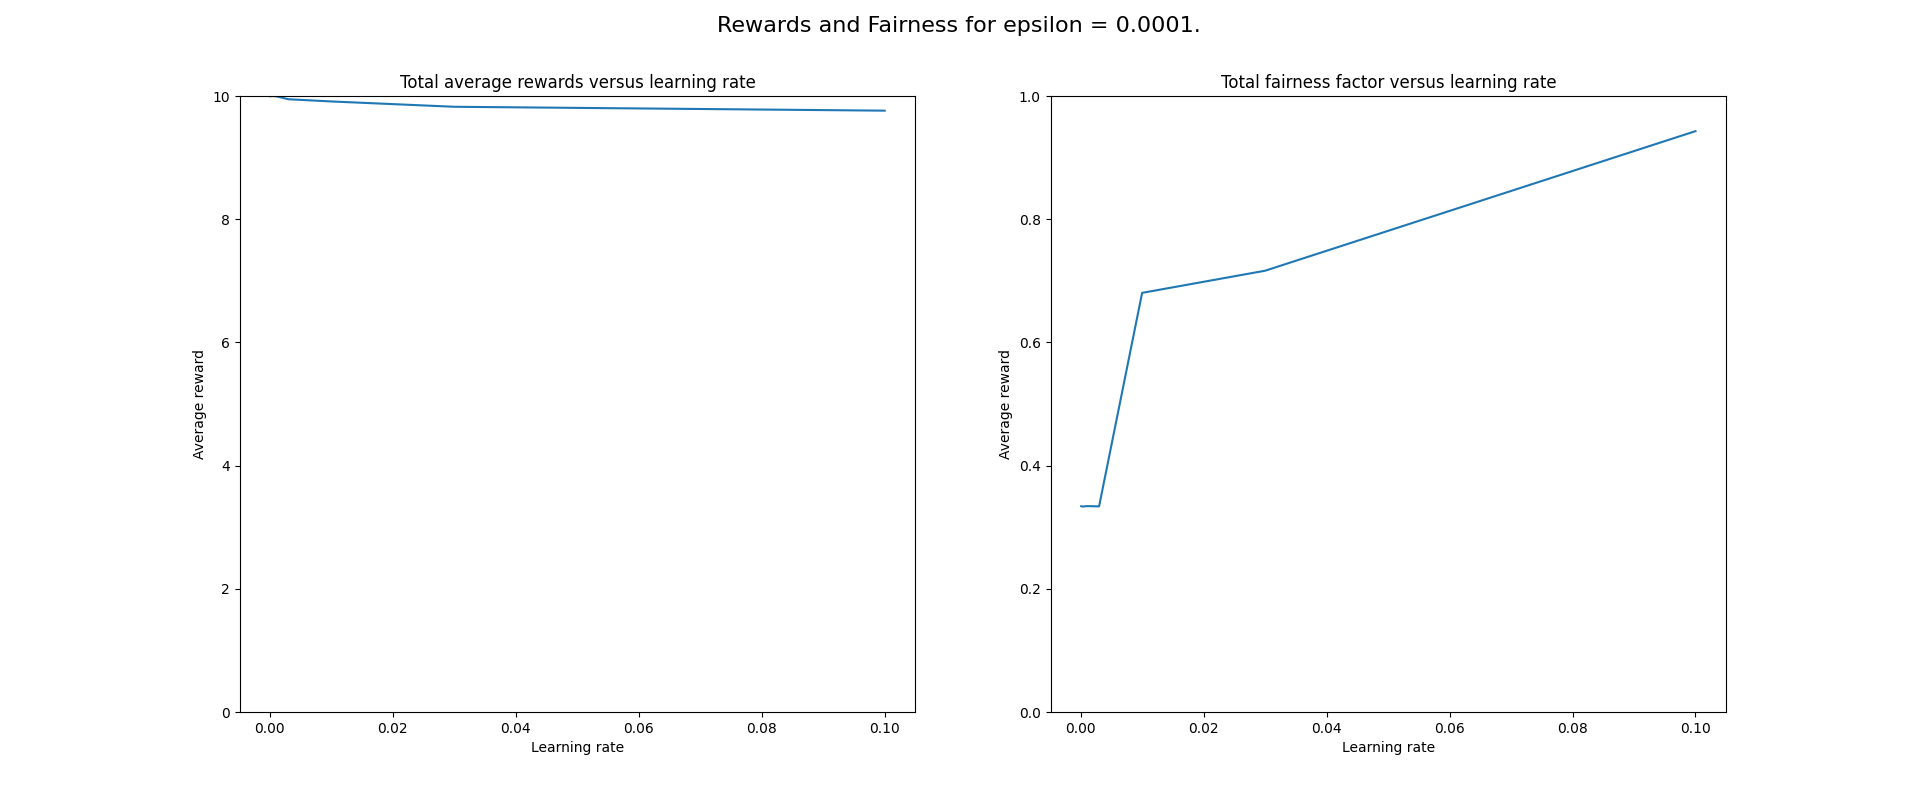 Rewards and Fairness for epsilon = 0.0001.
Total average rewards versus learning rate
10
8
6
4
2
0
Average reward
0.00 0.02 0.04 0.06 0.08 0.10
Learning rate
Total fairness factor versus learning rate
1.0
0.8
0.6
0.4
0.2
0.0
Average reward
0.00 0.02 0.04 0.06 0.08 0.10
Learning rate